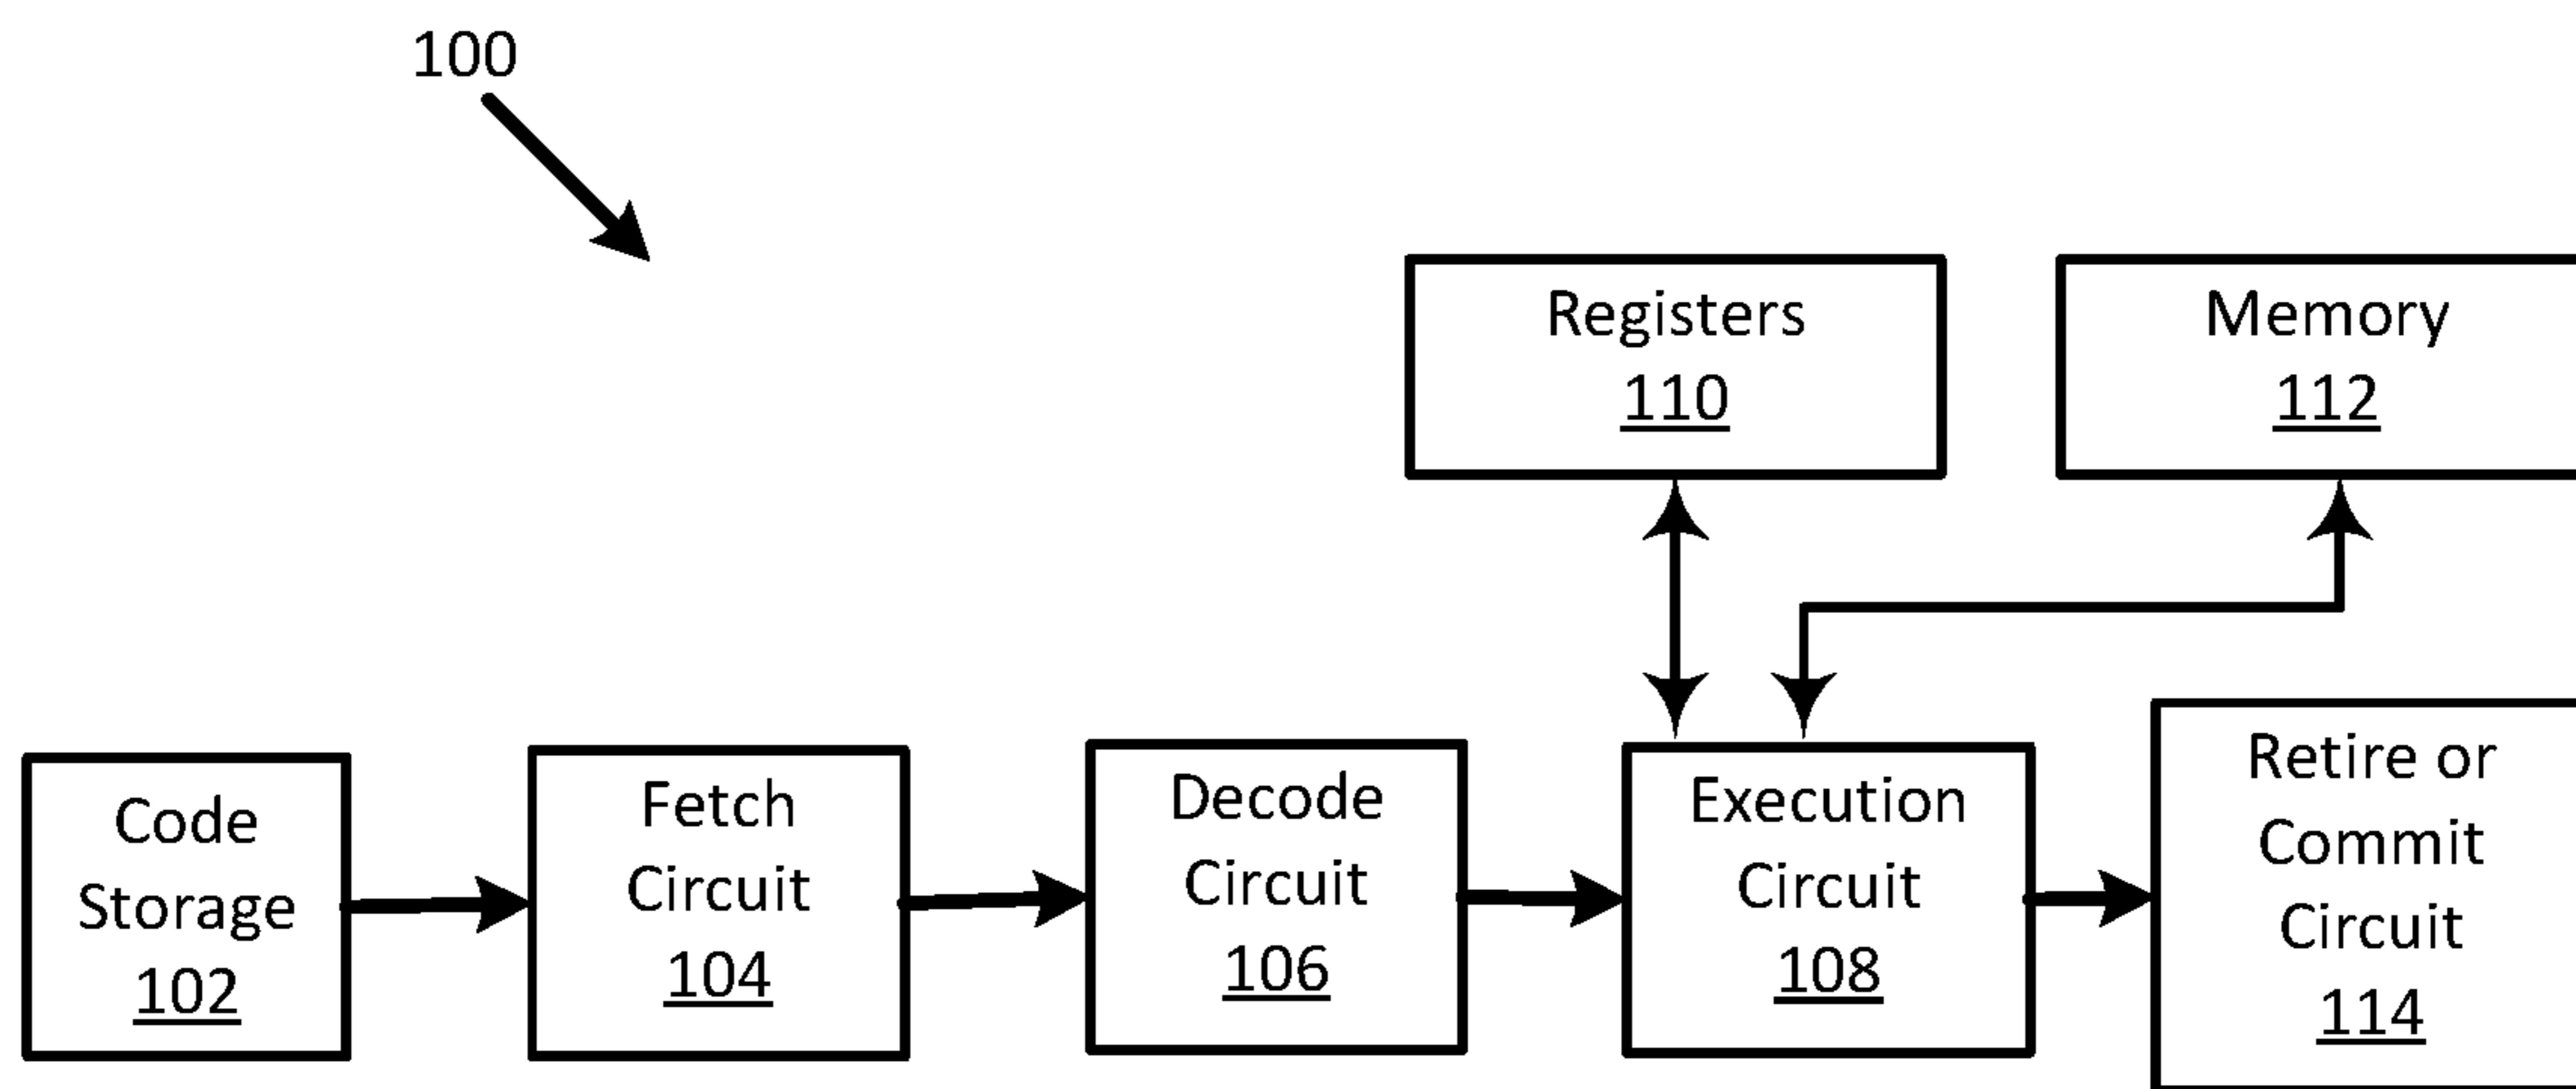 100
Registers
110
Memory
112
Code
Storage
102
Fetch
Circuit
104
Decode
Circuit
106
Execution
Circuit
108
Retire or
Commit
Circuit
114